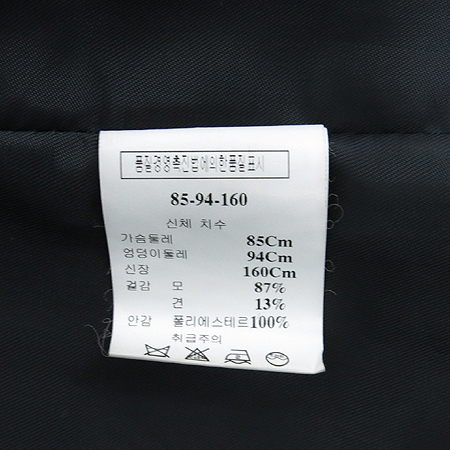 품질경영촉진법에의한품질표시
85-94-160
신체 치수
가슴둘레 85Cm
엉덩이둘레 94Cm
신장 160Cm
겉감 모 87%
견 13%
안감 폴리에스테르100%
취급주의